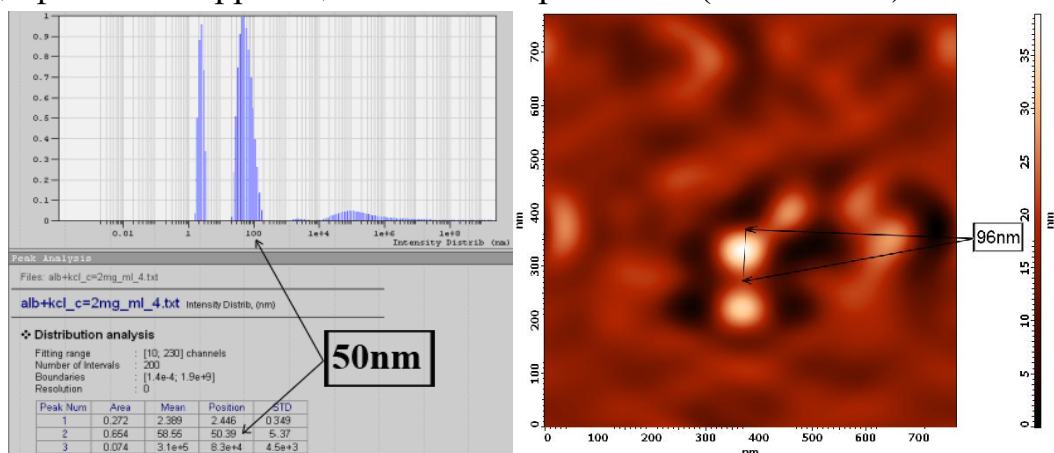 1
0.9
0.8
0.7
0.6
0.5
0.4
0.3
0.2
0.1
0
0.01 1 100 1e+4 1e+6 1e+8
Intensity Distrib (nm)
Peak Analysis
Files: alb+kcl_c=2mg_ml_4.txt
alb+kcl_c=2mg_ml_4.txt Intensity Distrib, (nm)
Distribution analysis
Fitting range : [10; 230] channels
Number of Intervals : 200
Boundaries : [1.4e-4; 1.9e+9]
Resolution : 0
Peak Num Area Mean Position STD
1 0.272 2.389 2.446 0.349
2 0.654 58.55 50.39 5.37
3 0.074 3.1e+5 8.3e+4 4.5e+3
50nm
700
600
500
400
300
200
100
0
nm
0 100 200 300 400 500 600 700
nm
96nm
nm
35
30
25
20
15
10
5
0